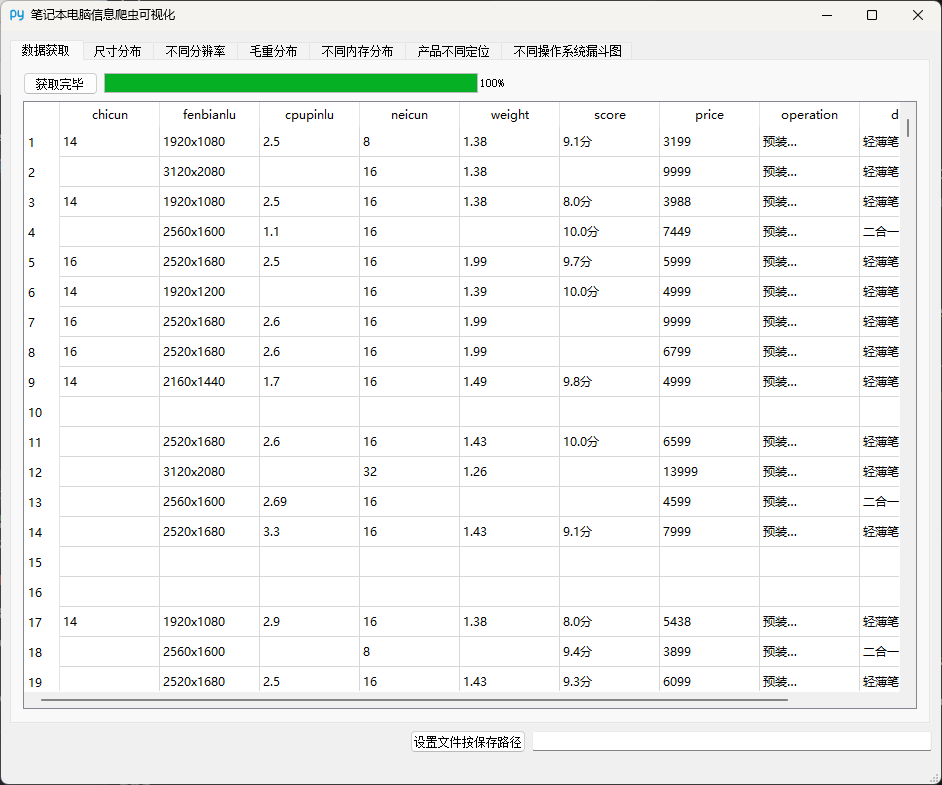 py 笔记本电脑信息爬虫可视化
数据获取 尺寸分布 不同分辨率 毛重分布 不同内存分布 产品不同定位 不同操作系统漏斗图
获取完毕 100%
chicun fenbianlu cpupinlu neicun weight score price operation d
1 14 1920x1080 2.5 8 1.38 9.1分 3199 预装... 轻薄笔
2 3120x2080 16 1.38 9999 预装... 轻薄笔
3 14 1920x1080 2.5 16 1.38 8.0分 3988 预装... 轻薄笔
4 2560x1600 1.1 16 10.0分 7449 预装... 二合一
5 16 2520x1680 2.5 16 1.99 9.7分 5999 预装... 轻薄笔
6 14 1920x1200 16 1.39 10.0分 4999 预装... 轻薄笔
7 16 2520x1680 2.6 16 1.99 9999 预装... 轻薄笔
8 16 2520x1680 2.6 16 1.99 6799 预装... 轻薄笔
9 14 2160x1440 1.7 16 1.49 9.8分 4999 预装... 轻薄笔
10
11 2520x1680 2.6 16 1.43 10.0分 6599 预装... 轻薄笔
12 3120x2080 32 1.26 13999 预装... 轻薄笔
13 2560x1600 2.69 16 4599 预装... 二合一
14 2520x1680 3.3 16 1.43 9.1分 7999 预装... 轻薄笔
15
16
17 14 1920x1080 2.9 16 1.38 8.0分 5438 预装... 轻薄笔
18 2560x1600 8 9.4分 3899 预装... 二合一
19 2520x1680 2.5 16 1.43 9.3分 6099 预装... 轻薄笔
设置文件按保存路径